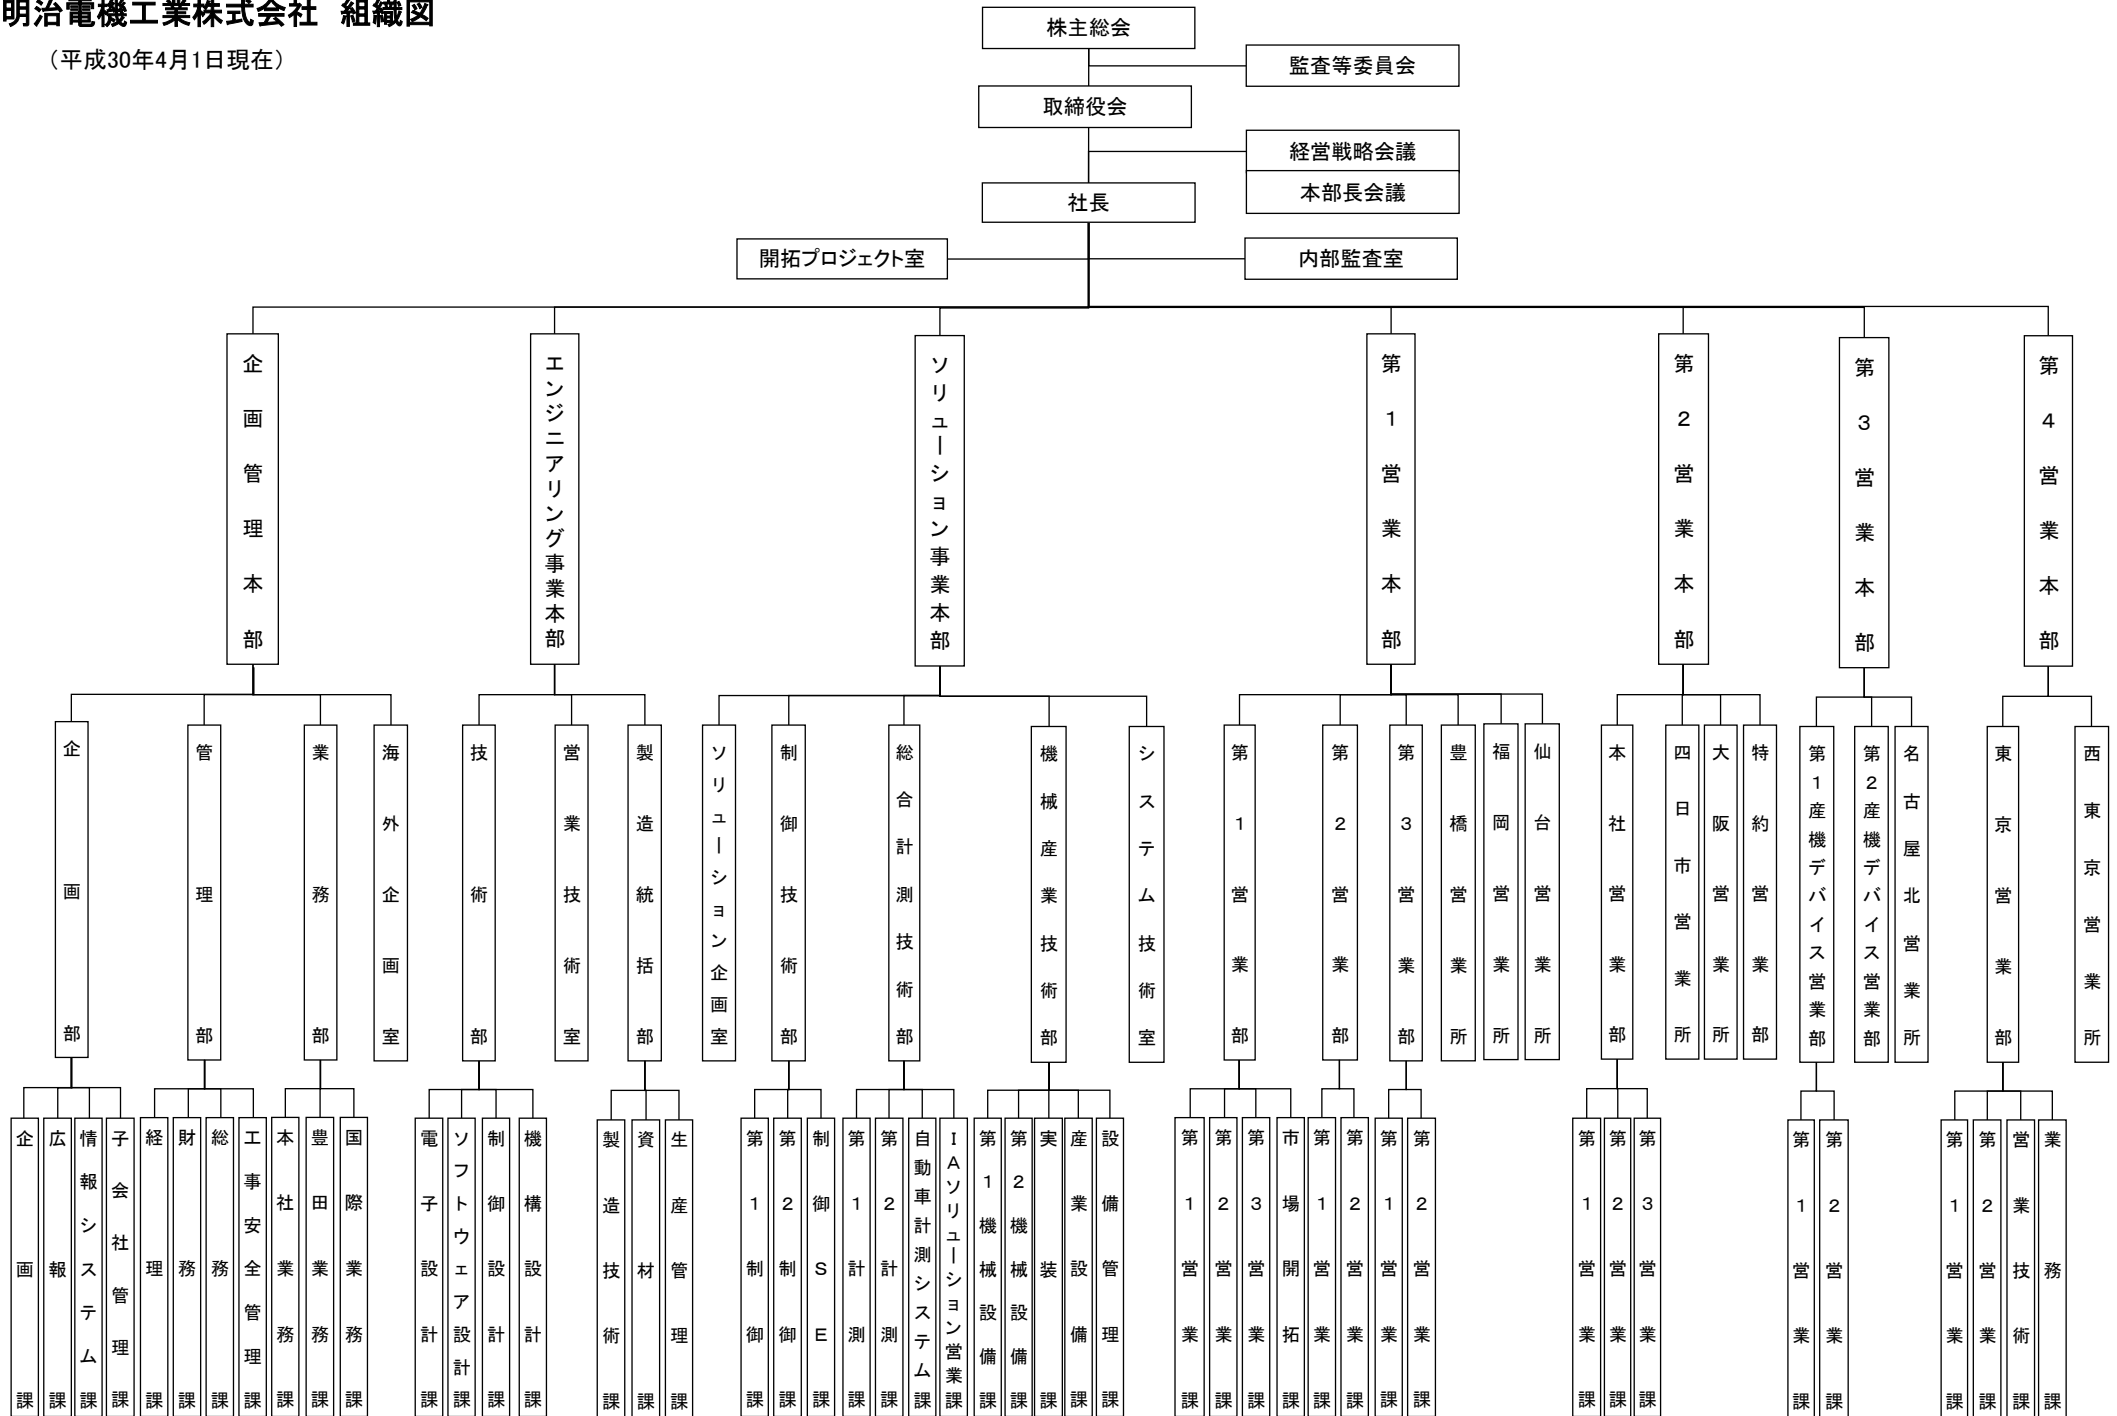 明治電機工業株式会社 組織図
（平成30年4月1日現在）
株主総会
監査等委員会
取締役会
経営戦略会議
本部長会議
社長
開拓プロジェクト室
内部監査室
企画管理本部
エンジニアリング事業本部
ソリューション事業本部
第1営業本部
第2営業本部
第3営業本部
第4営業本部
企画部
管理部
業務部
海外企画室
技術部
営業技術室
製造統括部
ソリューション企画室
制御技術部
総合計測技術部
機械産業技術部
システム技術室
第1営業部
第2営業部
第3営業部
豊橋営業所
福岡営業所
仙台営業所
本社営業部
四日市営業所
大阪営業所
特約営業部
第1産機デバイス営業部
第2産機デバイス営業部
名古屋北営業所
東京営業部
西東京営業所
企画課
広報課
情報システム課
子会社管理課
経理課
財務課
総務課
工事安全管理課
本社業務課
豊田業務課
国際業務課
電子設計課
ソフトウェア設計課
制御設計課
機構設計課
製造技術課
資材課
生産管理課
第1制御課
第2制御課
制御SE課
第1計測課
第2計測課
自動車計測システム課
IAソリューション営業課
第1機械設備課
第2機械設備課
実装課
産業設備課
設備管理課
第1営業課
第2営業課
第3営業課
市場開拓課
第1営業課
第2営業課
第1営業課
第2営業課
第1営業課
第2営業課
第3営業課
第1営業課
第2営業課
第1営業課
第2営業課
営業技術課
業務課